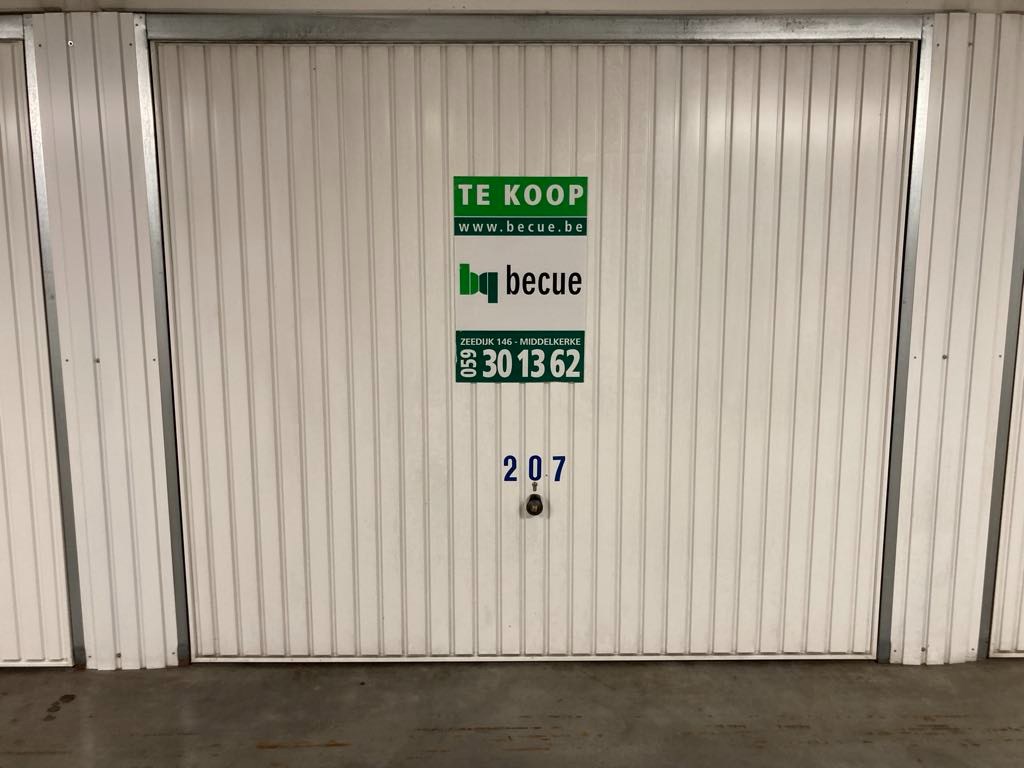 TE KOOP
www.becue.be
bq becue
ZEEDIJK 146 - MIDDELKERKE
059 30 13 62
207